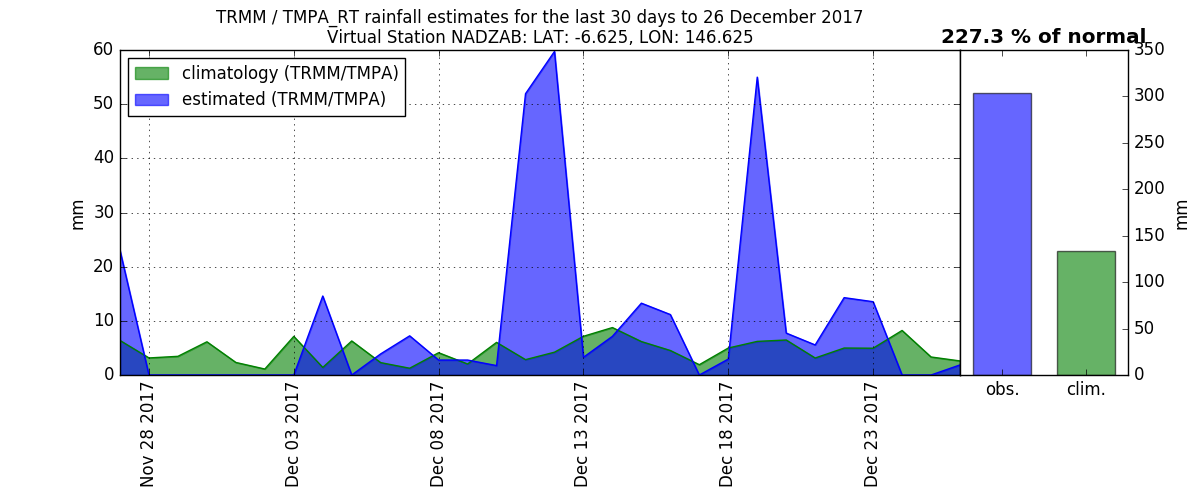 TRMM / TMPA_RT rainfall estimates for the last 30 days to 26 December 2017
Virtual Station NADZAB: LAT: -6.625, LON: 146.625
227.3 % of normal
climatology (TRMM/TMPA)
estimated (TRMM/TMPA)
60
50
40
30
20
10
0
mm
Nov 28 2017
Dec 03 2017
Dec 08 2017
Dec 13 2017
Dec 18 2017
Dec 23 2017
obs.
clim.
350
300
250
200
150
100
50
0
mm